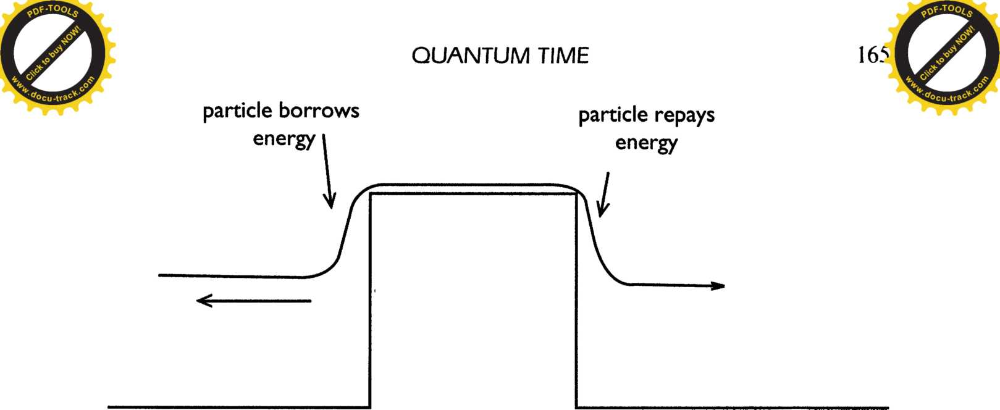 PDF-TOOLS
Click to buy NOW!
www.docu-track.com
QUANTUM TIME
165
PDF-TOOLS
Click to buy NOW!
www.docu-track.com
particle borrows
energy
particle repays
energy